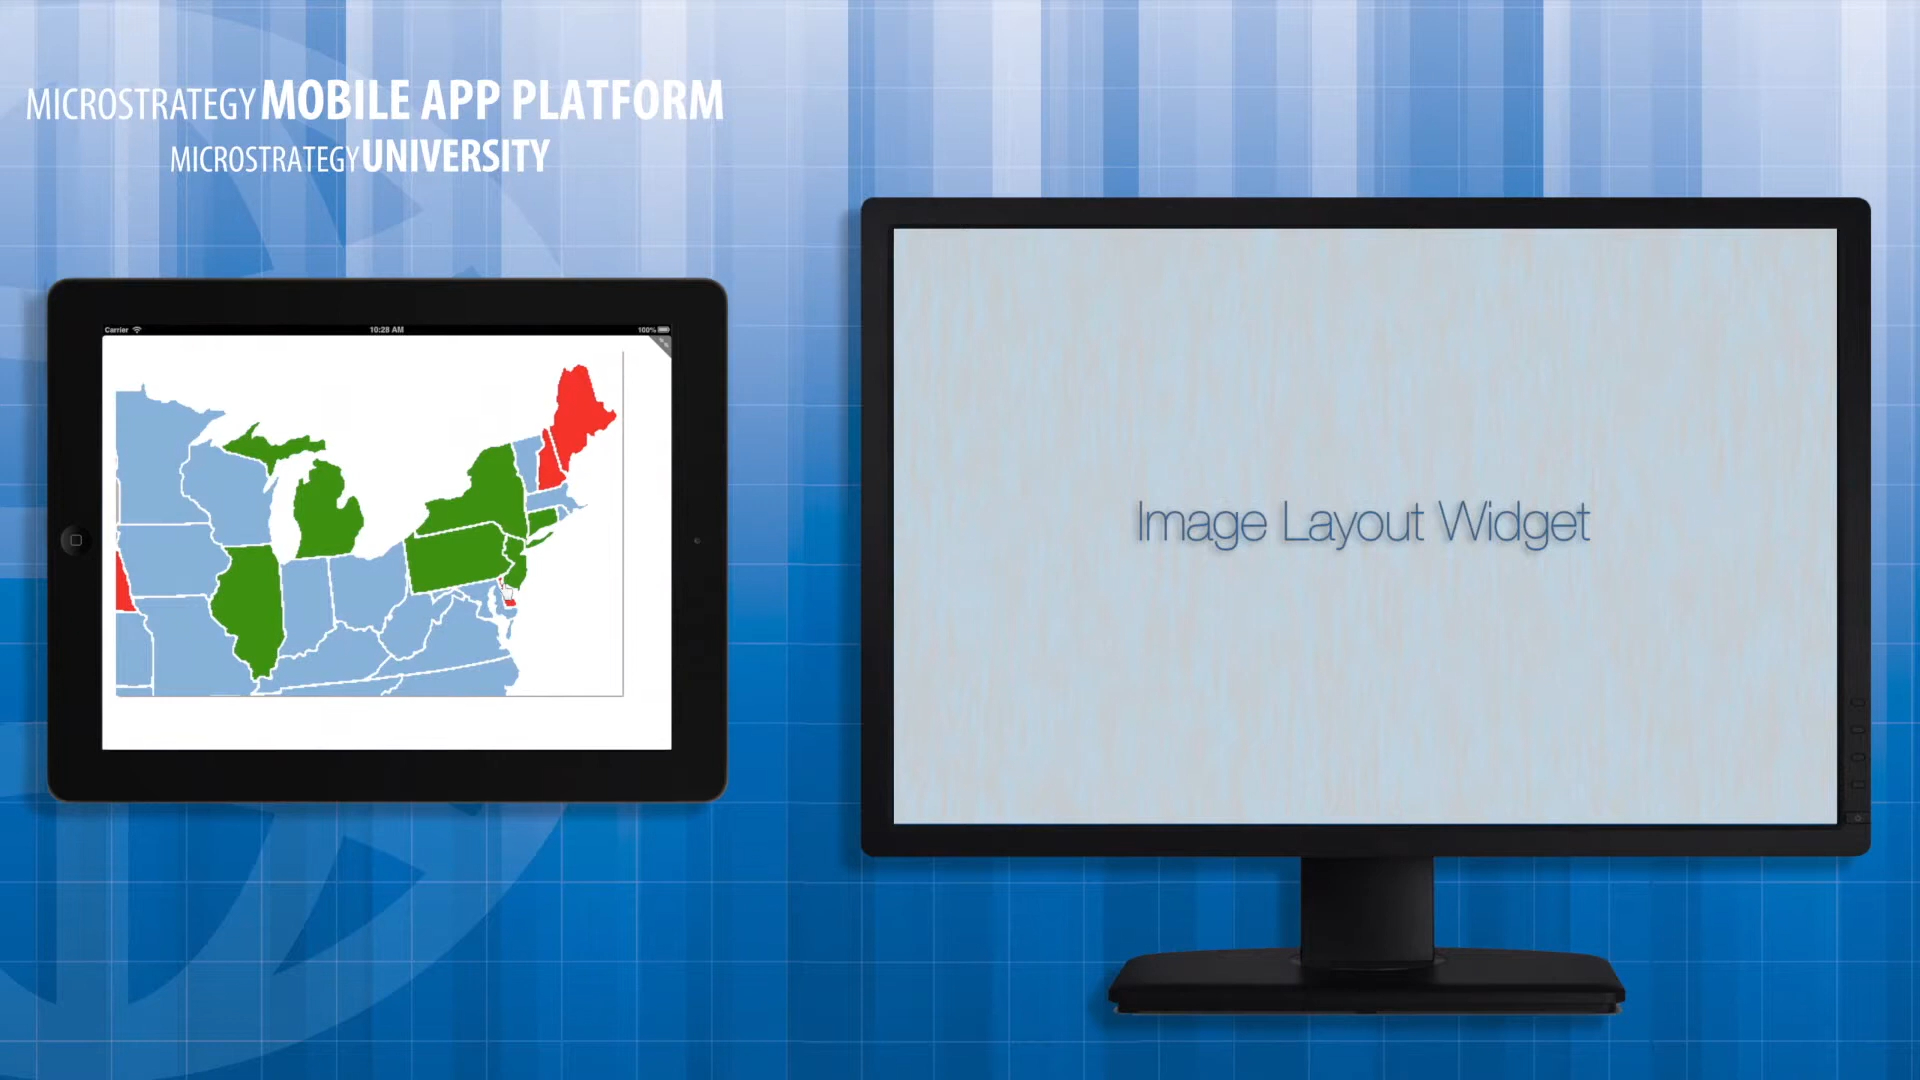 MICROSTRATEGY MOBILE APP PLATFORM
MICROSTRATEGY UNIVERSITY
Carrier 10:28 AM 100%
Image Layout Widget